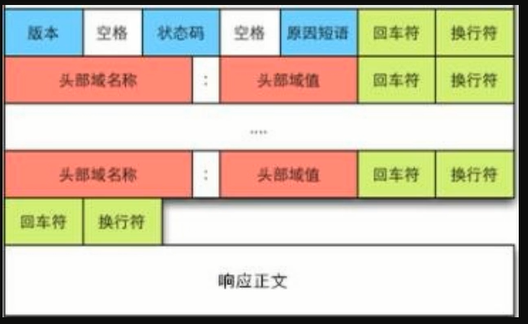 版本 空格 状态码 空格 原因短语 回车符 换行符
头部域名称 : 头部域值 回车符 换行符
....
头部域名称 : 头部域值 回车符 换行符
回车符 换行符
响应正文